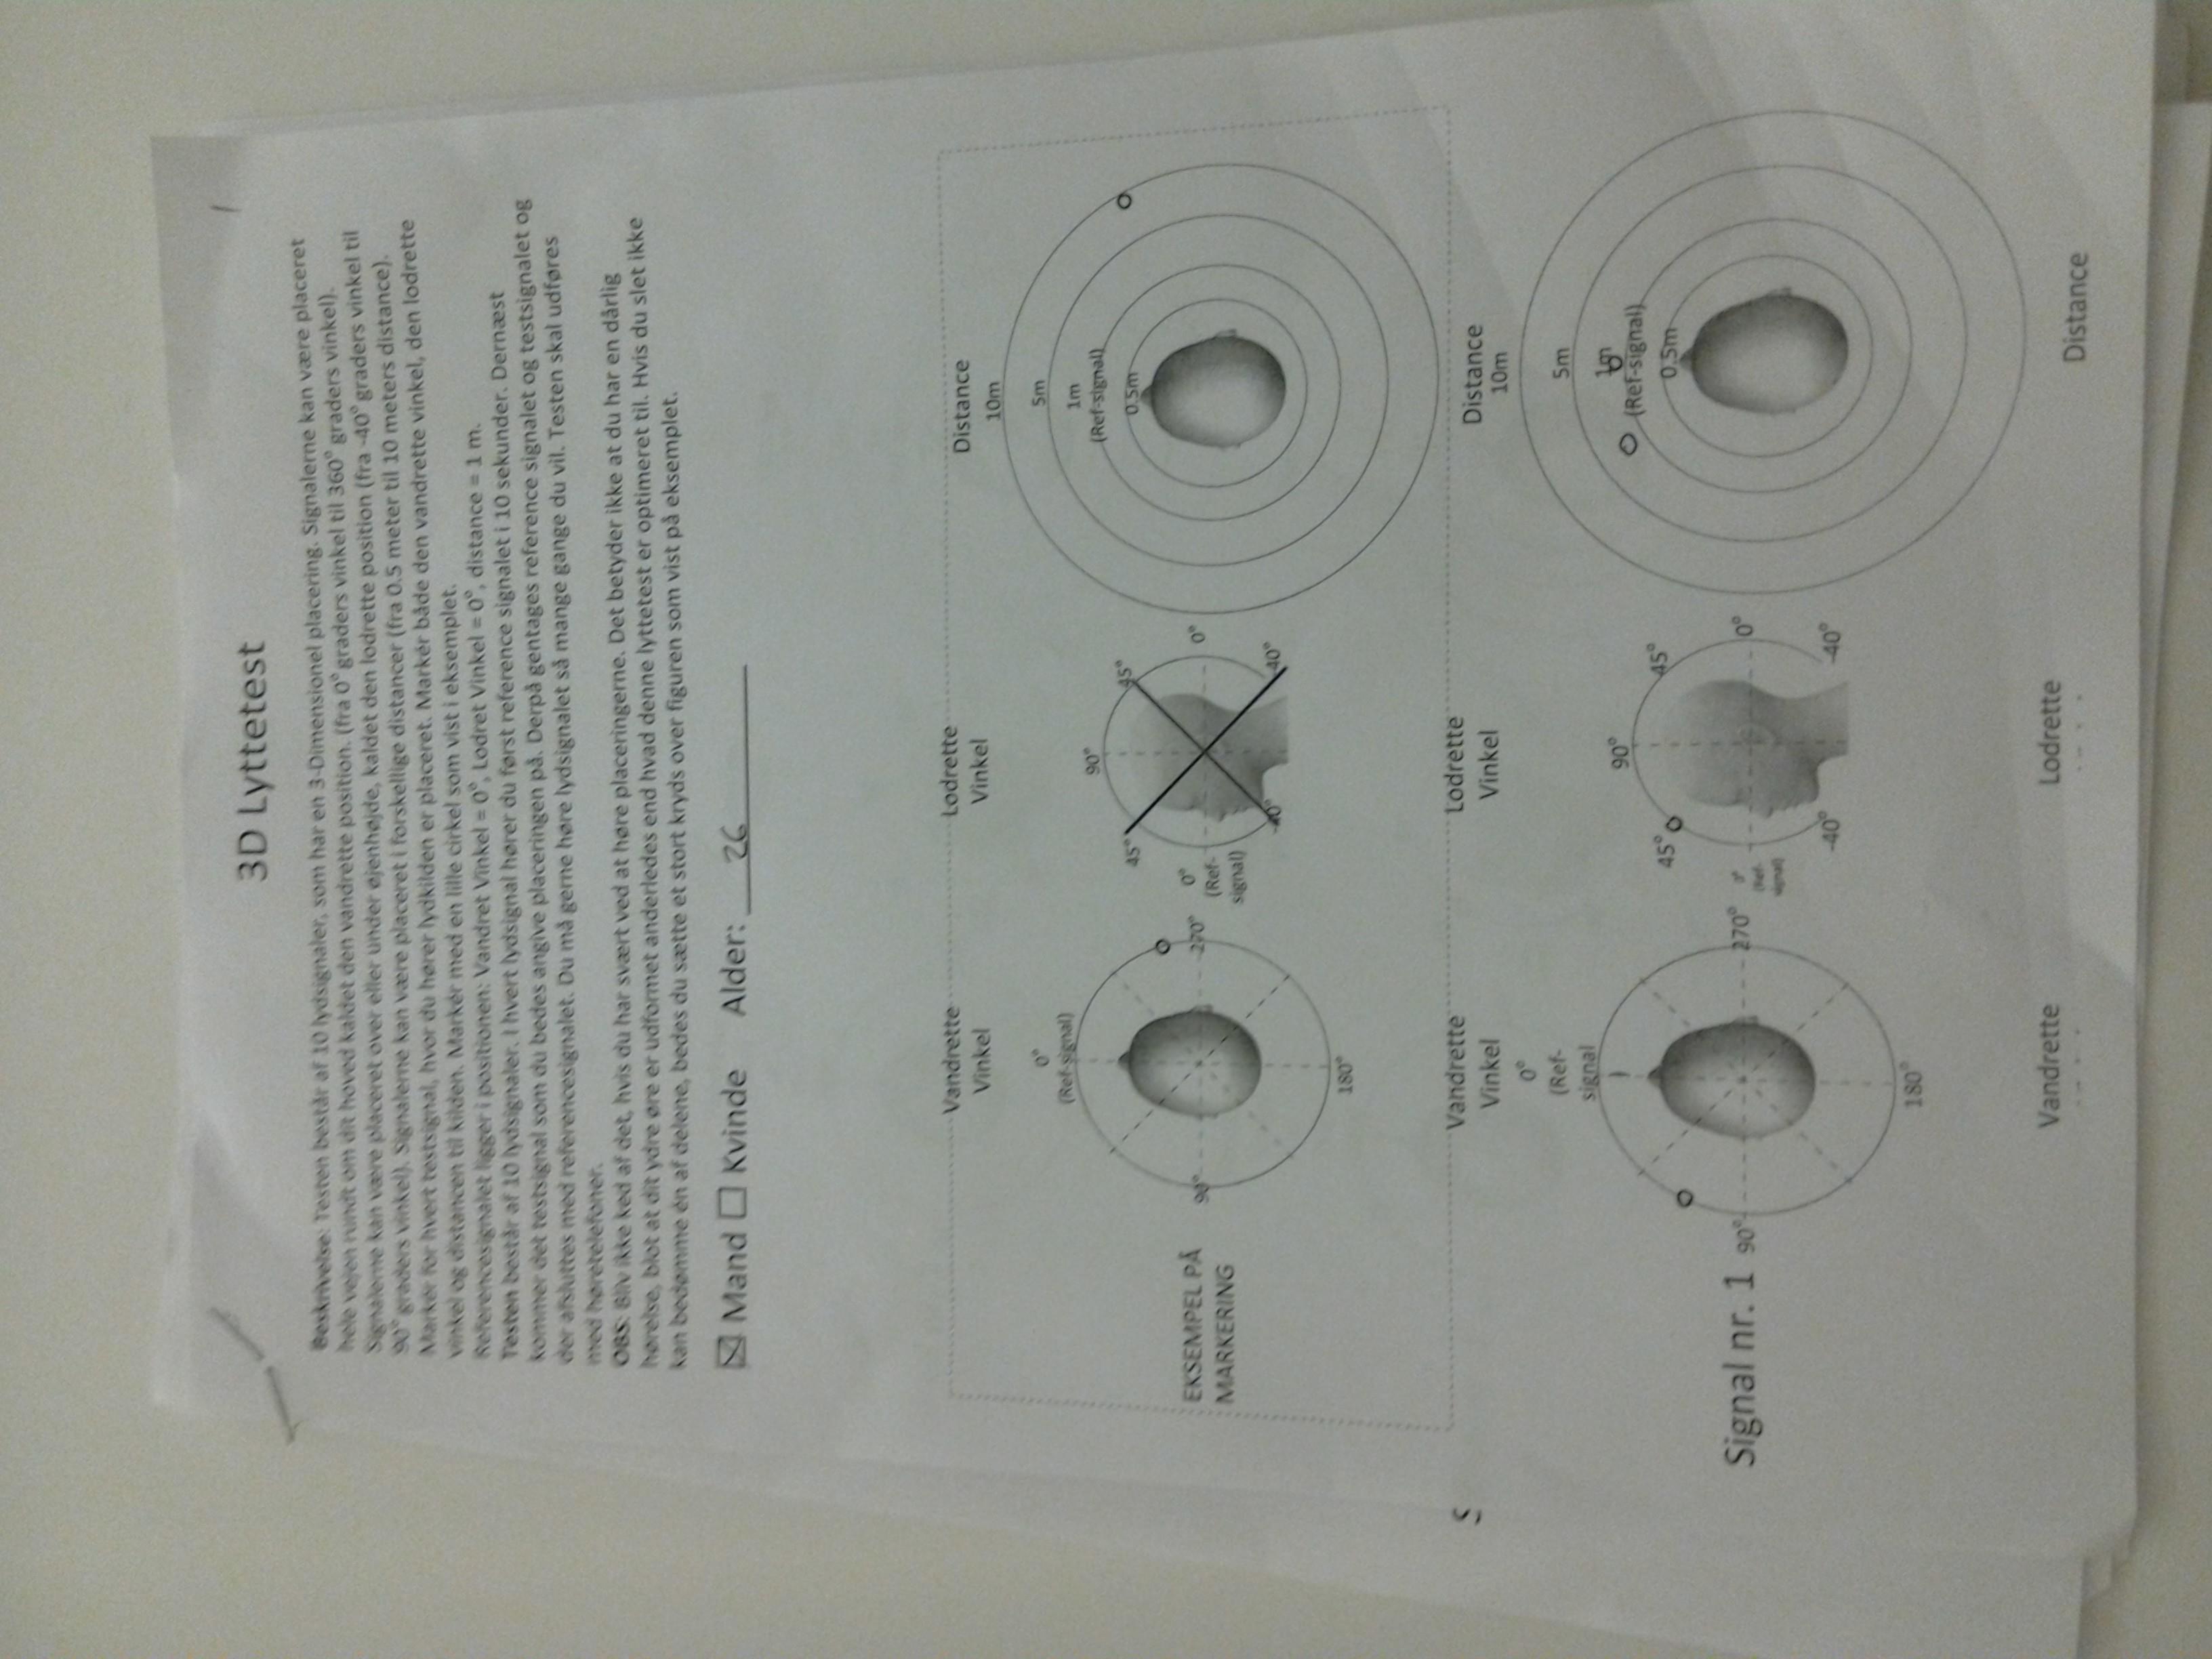 3D Lyttetest
Beskrivelse: Testen består af 10 lydsignaler, som har en 3-Dimensionel placering. Signalerne kan være placeret
hele vejen rundt om dit hoved kaldet den vandrette position. (fra 0° graders vinkel til 360° graders vinkel).
Signalerne kan være placeret over eller under øjenhøjde, kaldet den lodrette position (fra -40° graders vinkel til
90° graders vinkel). Signalerne kan være placeret i forskellige distancer (fra 0.5 meter til 10 meters distance).
Markér for hvert testsignal, hvor du hører lydkilden er placeret. Markér både den vandrette vinkel, den lodrette
vinkel og distancen til kilden. Markér med en lille cirkel som vist i eksemplet.
Referencesignalet ligger i positionen: Vandret Vinkel = 0°, Lodret Vinkel = 0°, distance = 1 m.
Testen består af 10 lydsignaler. I hvert lydsignal hører du først reference signalet i 10 sekunder. Dernæst
kommer det testsignal som du bedes angive placeringen på. Derpå gentages reference signalet og testsignalet og
der afsluttes med referencesignalet. Du må gerne høre lydsignalet så mange gange du vil. Testen skal udføres
med høretelefoner.
OBS: Bliv ikke ked af det, hvis du har svært ved at høre placeringerne. Det betyder ikke at du har en dårlig
hørelse, blot at dit ydre øre er udformet anderledes end hvad denne lyttetest er optimeret til. Hvis du slet ikke
kan bedømme én af delene, bedes du sætte et stort kryds over figuren som vist på eksemplet.
Mand Kvinde Alder: 26
Vandrette Vinkel
Lodrette Vinkel
Distance
EKSEMPEL PÅ
MARKERING
0°
(Ref-signal)
90°
270°
180°
90°
45°
45°
0°
(Ref-
signal)
0°
-40°
-40°
10m
5m
1m
(Ref-signal)
0.5m
Vandrette Vinkel
Lodrette Vinkel
Distance
Signal nr. 1
0°
(Ref-
signal
90°
270°
180°
90°
45°
45°
0°
(Ref-
signal)
0°
-40°
-40°
10m
5m
(Ref-signal)
0.5m
Vandrette
Lodrette
Distance